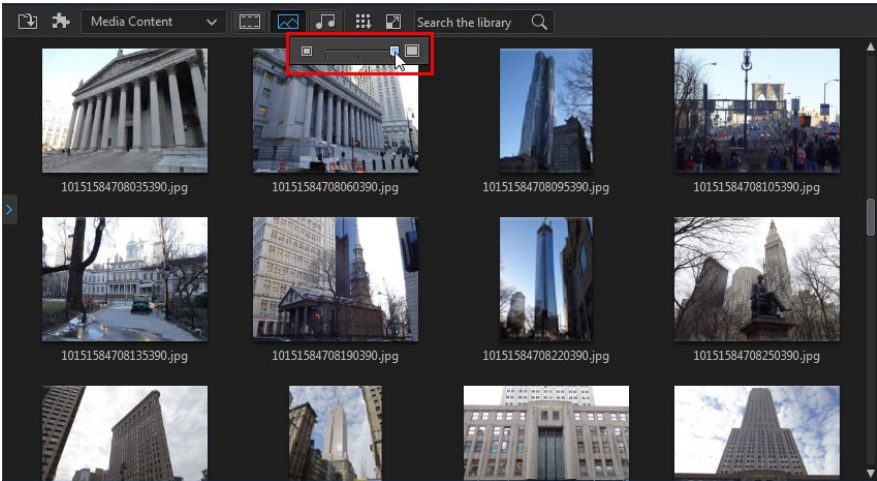 Media Content
Search the library
10151584708035390.jpg
10151584708060390.jpg
10151584708095390.jpg
10151584708105390.jpg
10151584708135390.jpg
10151584708190390.jpg
10151584708220390.jpg
10151584708250390.jpg